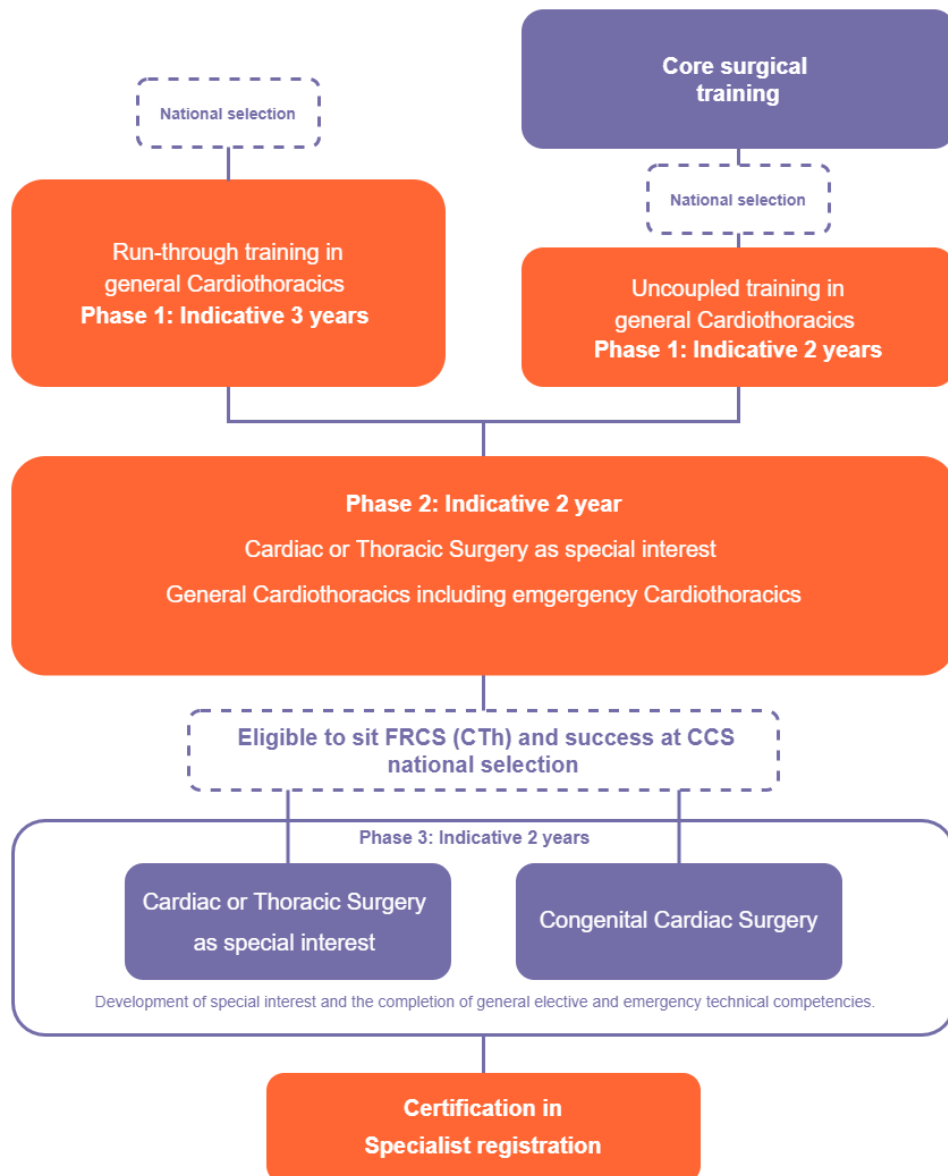 Core surgical
training
National selection
National selection
Run-through training in
general Cardiothoracics
Phase 1: Indicative 3 years
Uncoupled training in
general Cardiothoracics
Phase 1: Indicative 2 years
Phase 2: Indicative 2 year
Cardiac or Thoracic Surgery as special interest
General Cardiothoracics including emgergency Cardiothoracics
Eligible to sit FRCS (CTh) and success at CCS
national selection
Phase 3: Indicative 2 years
Cardiac or Thoracic Surgery
as special interest
Congenital Cardiac Surgery
Development of special interest and the completion of general elective and emergency technical competencies.
Certification in
Specialist registration